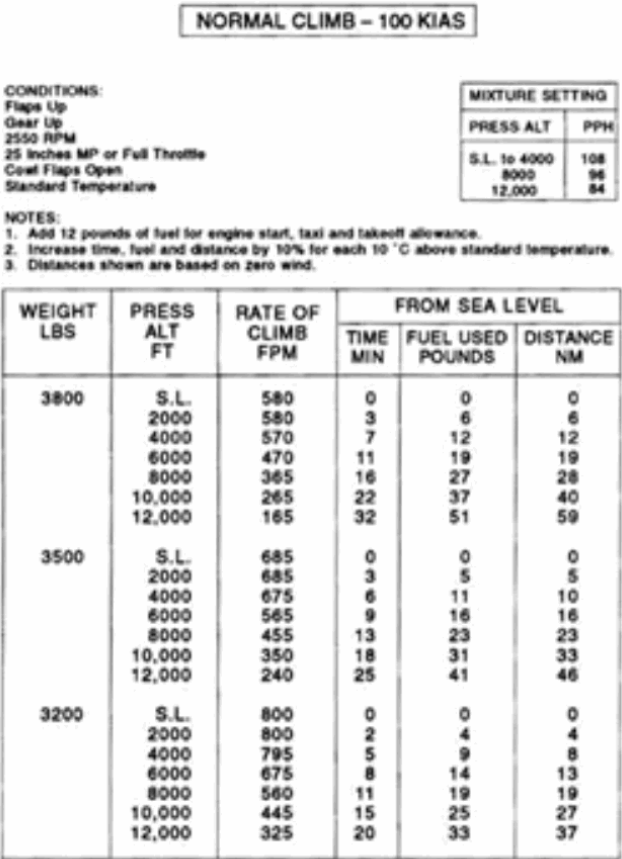 NORMAL CLIMB – 100 KIAS
CONDITIONS:
Flaps Up
Gear Up
2550 RPM
25 Inches MP or Full Throttle
Cowl Flaps Open
Standard Temperature
MIXTURE SETTING
PRESS ALT PPH
S.L. to 4000 108
8000 96
12,000 84
NOTES:
1. Add 12 pounds of fuel for engine start, taxi and takeoff allowance.
2. Increase time, fuel and distance by 10% for each 10 °C above standard temperature.
3. Distances shown are based on zero wind.
WEIGHT LBS PRESS ALT FT RATE OF CLIMB FPM FROM SEA LEVEL
TIME MIN FUEL USED POUNDS DISTANCE NM
3800 S.L. 580 0 0 0
2000 580 3 6 6
4000 570 7 12 12
6000 470 11 19 19
8000 365 16 27 28
10,000 265 22 37 40
12,000 165 32 51 59
3500 S.L. 685 0 0 0
2000 685 3 5 5
4000 675 6 11 10
6000 565 9 16 16
8000 455 13 23 23
10,000 350 18 31 33
12,000 240 25 41 46
3200 S.L. 800 0 0 0
2000 800 2 4 4
4000 795 5 9 8
6000 675 8 14 13
8000 560 11 19 19
10,000 445 15 25 27
12,000 325 20 33 37